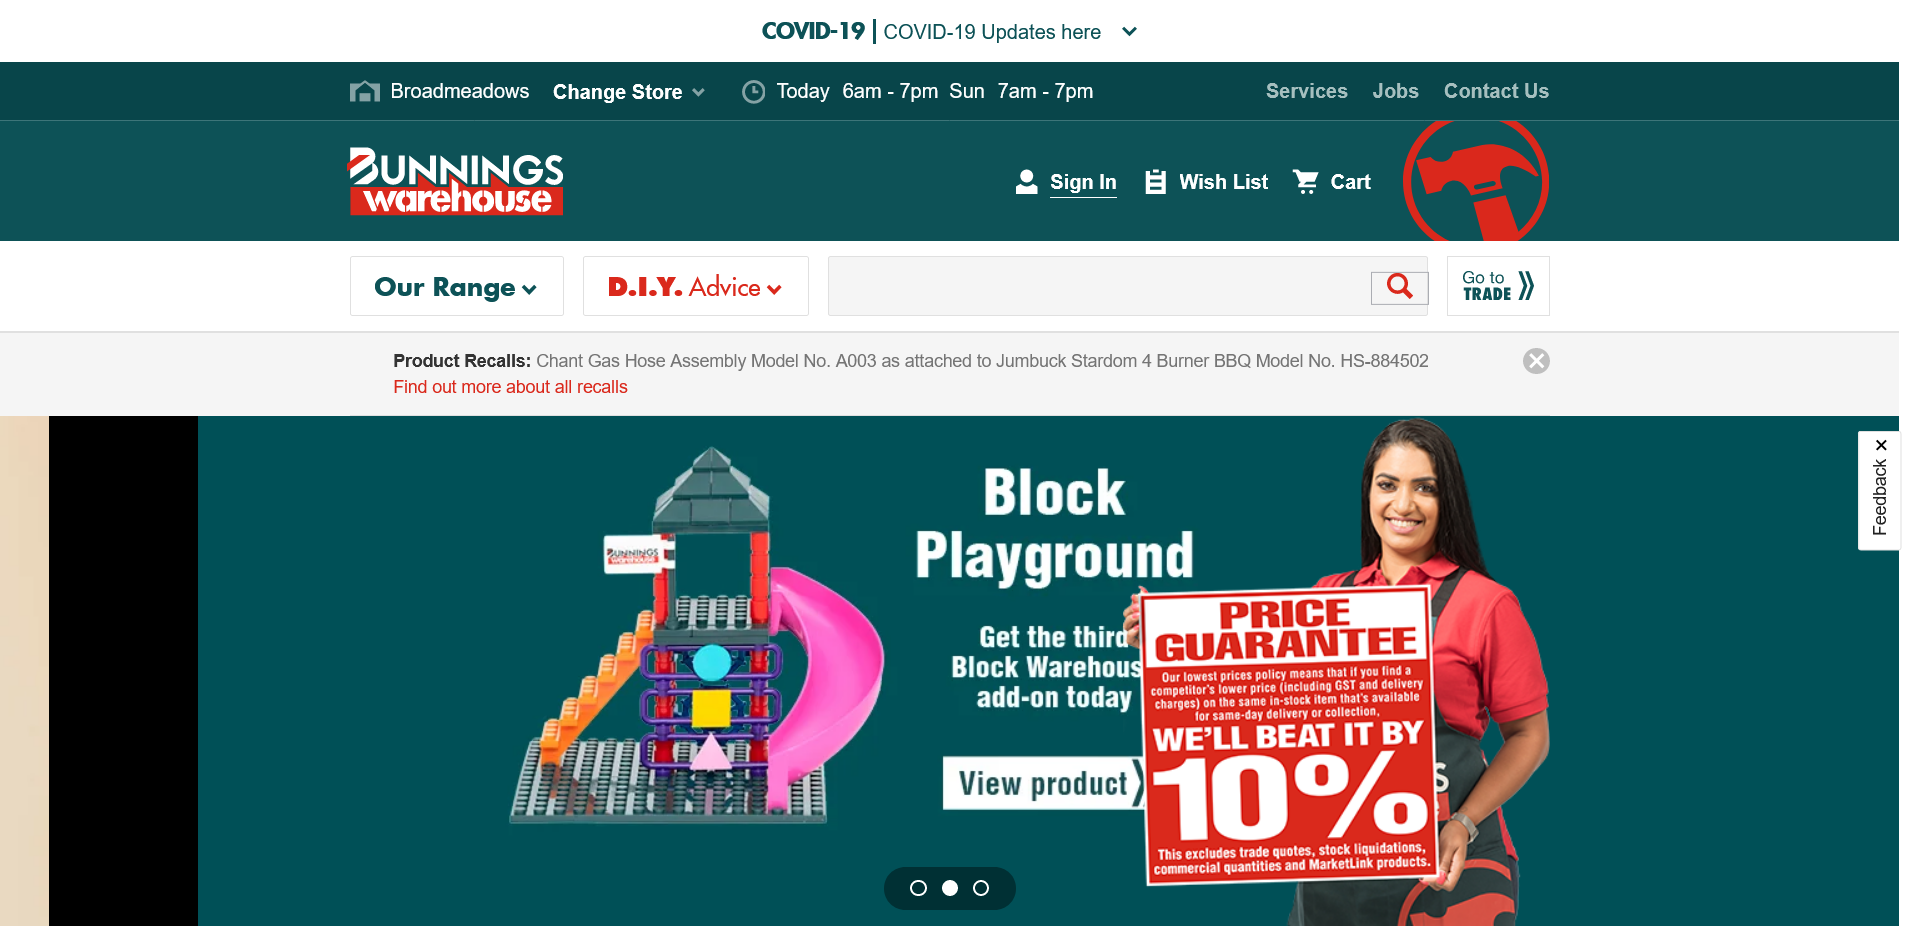 COVID-19 | COVID-19 Updates here
Broadmeadows Change Store Today 6am - 7pm Sun 7am - 7pm Services Jobs Contact Us
BUNNINGS
warehouse
Sign In Wish List Cart
Our Range D.I.Y. Advice
Go to
TRADE
Product Recalls: Chant Gas Hose Assembly Model No. A003 as attached to Jumbuck Stardom 4 Burner BBQ Model No. HS-884502
Find out more about all recalls
Feedback
BUNNINGS
warehouse
Block
Playground
Get the third
Block Warehous
add-on today
View product
PRICE
GUARANTEE
Our lowest prices policy means that if you find a
competitor's lower price (including GST and delivery
charges) on the same in-stock item that's available
for same-day delivery or collection,
WE'LL BEAT IT BY
10%
This excludes trade quotes, stock liquidations,
commercial quantities and MarketLink products.